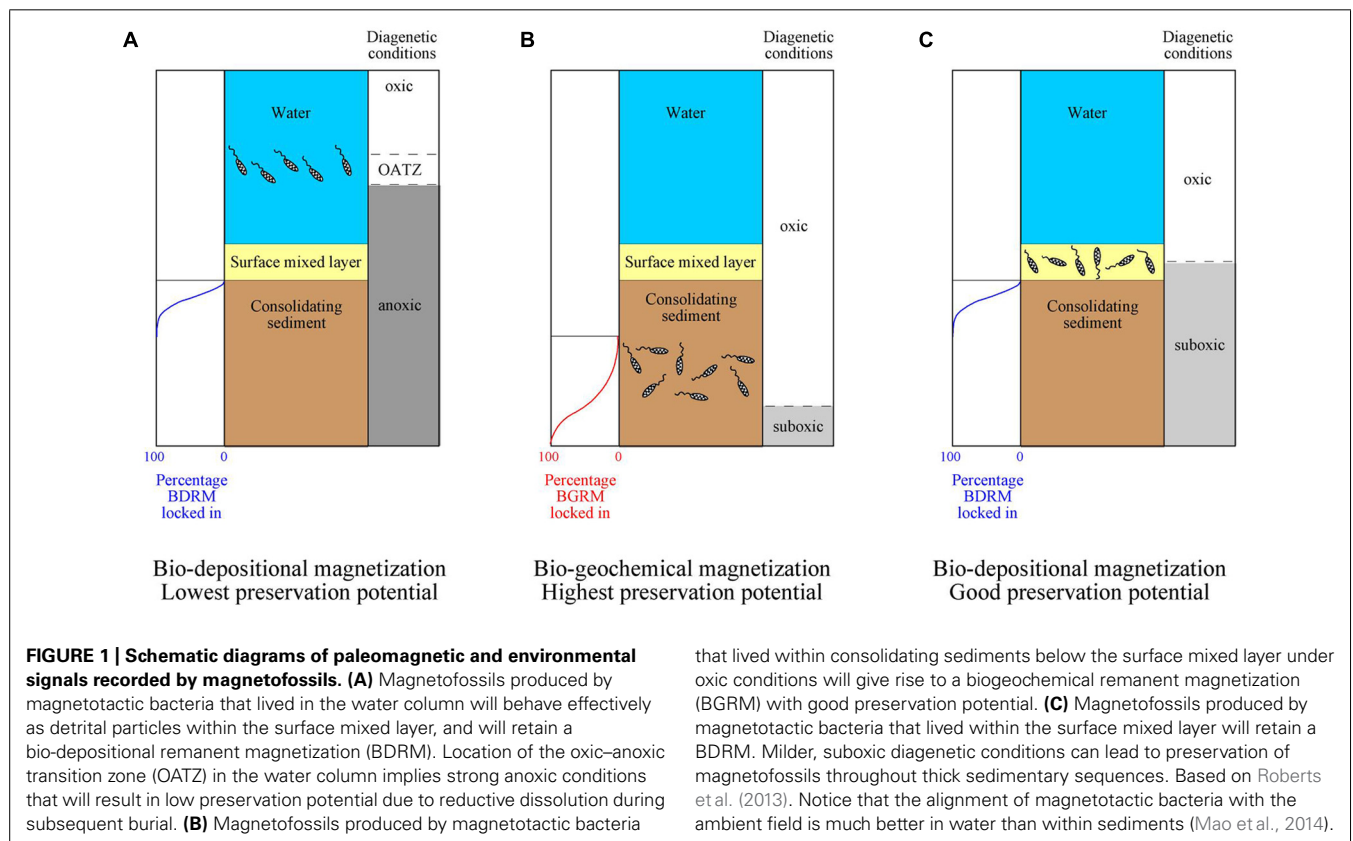 A
Diagenetic
conditions
oxic
Water
OATZ
Surface mixed layer
Consolidating
sediment
anoxic
100
0
Percentage
BDRM
locked in
Bio-depositional magnetization
Lowest preservation potential
B
Diagenetic
conditions
Water
oxic
Surface mixed layer
Consolidating
sediment
suboxic
100
0
Percentage
BGRM
locked in
Bio-geochemical magnetization
Highest preservation potential
C
Diagenetic
conditions
Water
oxic
Consolidating
sediment
suboxic
100
0
Percentage
BDRM
locked in
Bio-depositional magnetization
Good preservation potential
FIGURE 1 | Schematic diagrams of paleomagnetic and environmental
signals recorded by magnetofossils. (A) Magnetofossils produced by
magnetotactic bacteria that lived in the water column will behave effectively
as detrital particles within the surface mixed layer, and will retain a
bio-depositional remanent magnetization (BDRM). Location of the oxic–anoxic
transition zone (OATZ) in the water column implies strong anoxic conditions
that will result in low preservation potential due to reductive dissolution during
subsequent burial. (B) Magnetofossils produced by magnetotactic bacteria
that lived within consolidating sediments below the surface mixed layer under
oxic conditions will give rise to a biogeochemical remanent magnetization
(BGRM) with good preservation potential. (C) Magnetofossils produced by
magnetotactic bacteria that lived within the surface mixed layer will retain a
BDRM. Milder, suboxic diagenetic conditions can lead to preservation of
magnetofossils throughout thick sedimentary sequences. Based on Roberts
et al. (2013). Notice that the alignment of magnetotactic bacteria with the
ambient field is much better in water than within sediments (Mao et al., 2014).